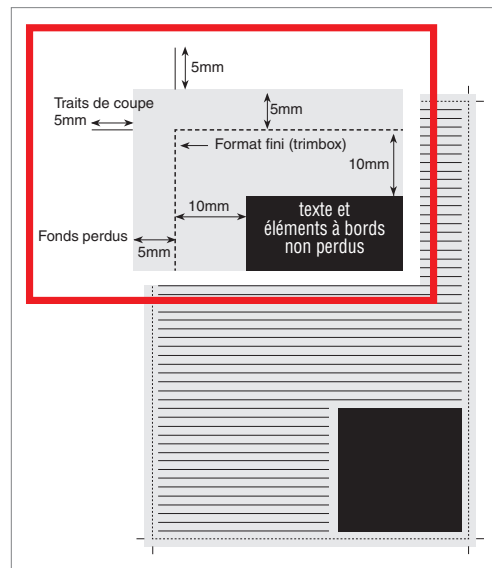 5mm
Traits de coupe
5mm
5mm
Format fini (trimbox)
10mm
10mm
texte et
éléments à bords
non perdus
Fonds perdus
5mm